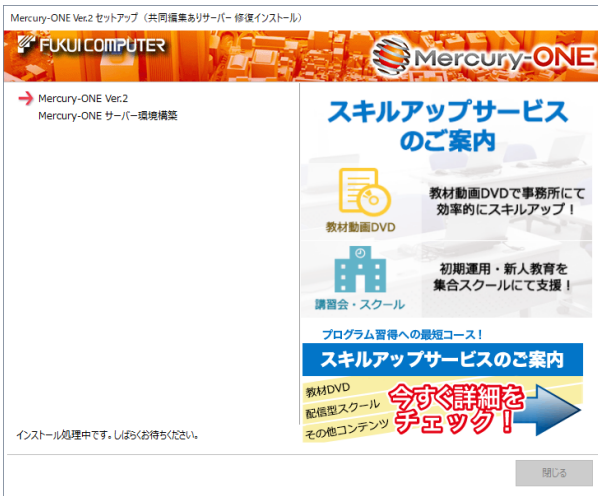 Mercury-ONE Ver.2 セットアップ （共同編集ありサーバー 修復インストール）
FUKUI COMPUTER
Mercury-ONE
Mercury-ONE Ver.2
Mercury-ONE サーバー環境構築
スキルアップサービス
のご案内
教材動画DVD
教材動画DVDで事務所にて
効率的にスキルアップ！
講習会・スクール
初期運用・新人教育を
集合スクールにて支援！
プログラム習得への最短コース！
スキルアップサービスのご案内
教材DVD
配信型スクール
その他コンテンツ
今すぐ詳細を
チェック！
インストール処理中です。しばらくお待ちください。
閉じる